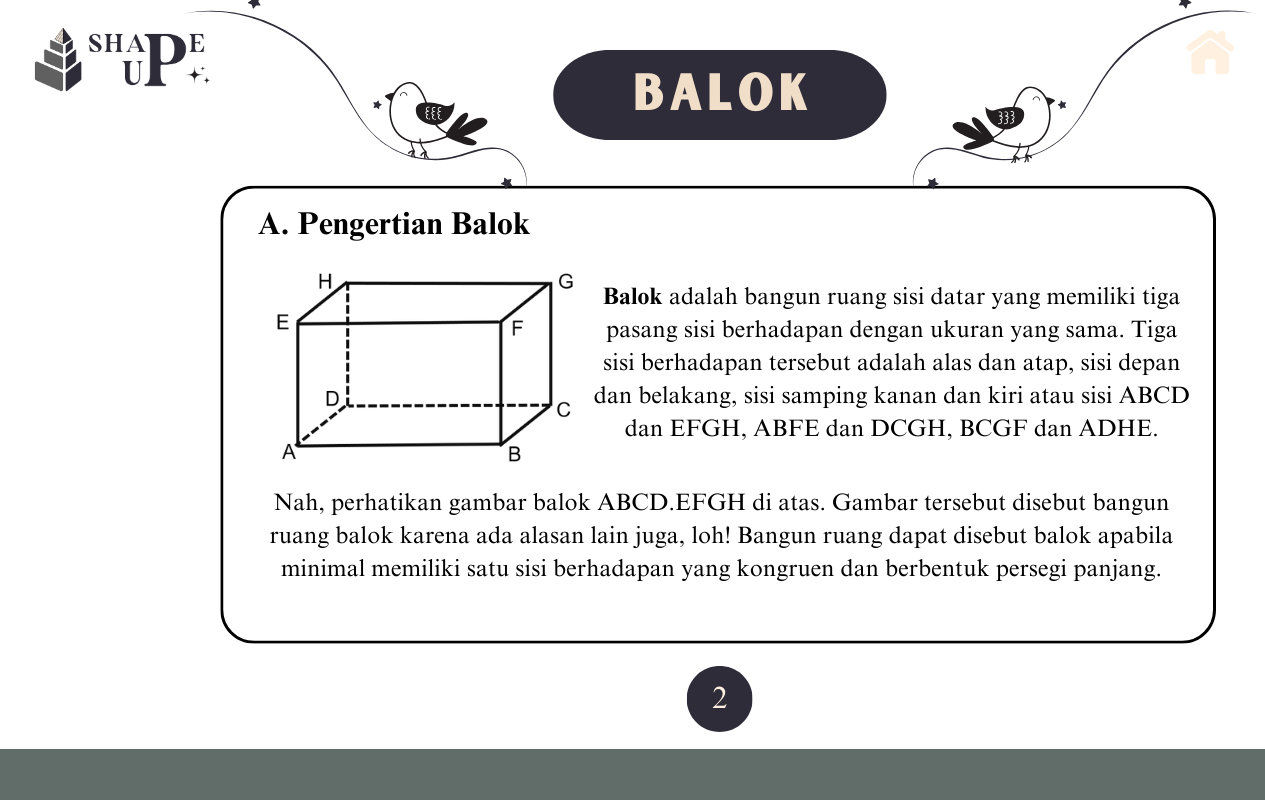 SHAPE
UP
BALOK
A. Pengertian Balok
H
G
E
F
D
C
A
B
Balok adalah bangun ruang sisi datar yang memiliki tiga
pasang sisi berhadapan dengan ukuran yang sama. Tiga
sisi berhadapan tersebut adalah alas dan atap, sisi depan
dan belakang, sisi samping kanan dan kiri atau sisi ABCD
dan EFGH, ABFE dan DCGH, BCGF dan ADHE.
Nah, perhatikan gambar balok ABCD.EFGH di atas. Gambar tersebut disebut bangun
ruang balok karena ada alasan lain juga, loh! Bangun ruang dapat disebut balok apabila
minimal memiliki satu sisi berhadapan yang kongruen dan berbentuk persegi panjang.
2